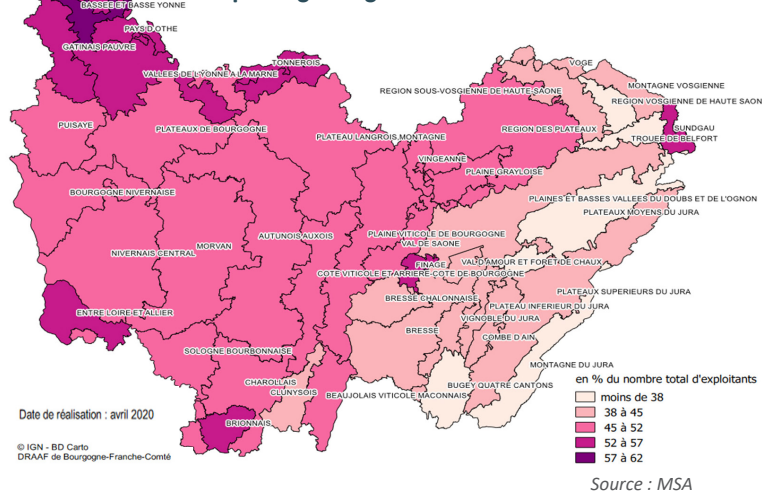 BASSEE ET BASSE YONNE
PAYS D'OTHE
GATINAIS PAUVRE
TONNEROIS
VALLEES DE L'YONNE A LA MARNE
VOGE
MONTAGNE VOSGIENNE
REGION SOUS-VOSGIENNE DE HAUTE SAONE
REGION VOSGIENNE DE HAUTE SAON
PUISAYE
PLATEAUX DE BOURGOGNE
REGION DES PLATEAUX
SUNDGAU
PLATEAU LANGROIS MONTAGNE
TROUEE DE BELFORT
VINGEANNE
PLAINE GRAYLOISE
BOURGOGNE NIVERNAISE
PLAINES ET BASSES VALLEES DU DOUBS ET DE L'OGNON
PLATEAUX MOYENS DU JURA
AUTUNOIS AUXOIS
PLAINE VITICOLE DE BOURGOGNE
VAL DE SAONE
NIVERNAIS CENTRAL
MORVAN
FINAGE
VAL D'AMOUR ET FORET DE CHAUX
COTE VITICOLE ET ARRIERE-COTE DE BOURGOGNE
PLATEAUX SUPERIEURS DU JURA
BRESSE CHALONNAISE
PLATEAU INFERIEUR DU JURA
ENTRE LOIRE ET ALLIER
VIGNOBLE DU JURA
BRESSE
COMBE D'AIN
SOLOGNE BOURBONNAISE
MONTAGNE DU JURA
CHAROLLAIS
BUGEY QUATRE CANTONS
CLUNYSOIS
BEAUJOLAIS VITICOLE MACONNAIS
BRIONNAIS
en % du nombre total d'exploitants
moins de 38
38 à 45
45 à 52
52 à 57
57 à 62
Date de réalisation : avril 2020
© IGN - BD Carto
DRAAF de Bourgogne-Franche-Comté
Source : MSA